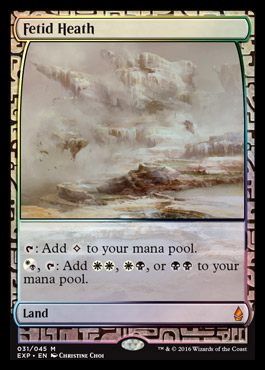 Fetid Heath
: Add to your mana pool.
, : Add , , or to your
mana pool.
Land
031/045 M
EXP • EN Christine Choi
™ & © 2016 Wizards of the Coast